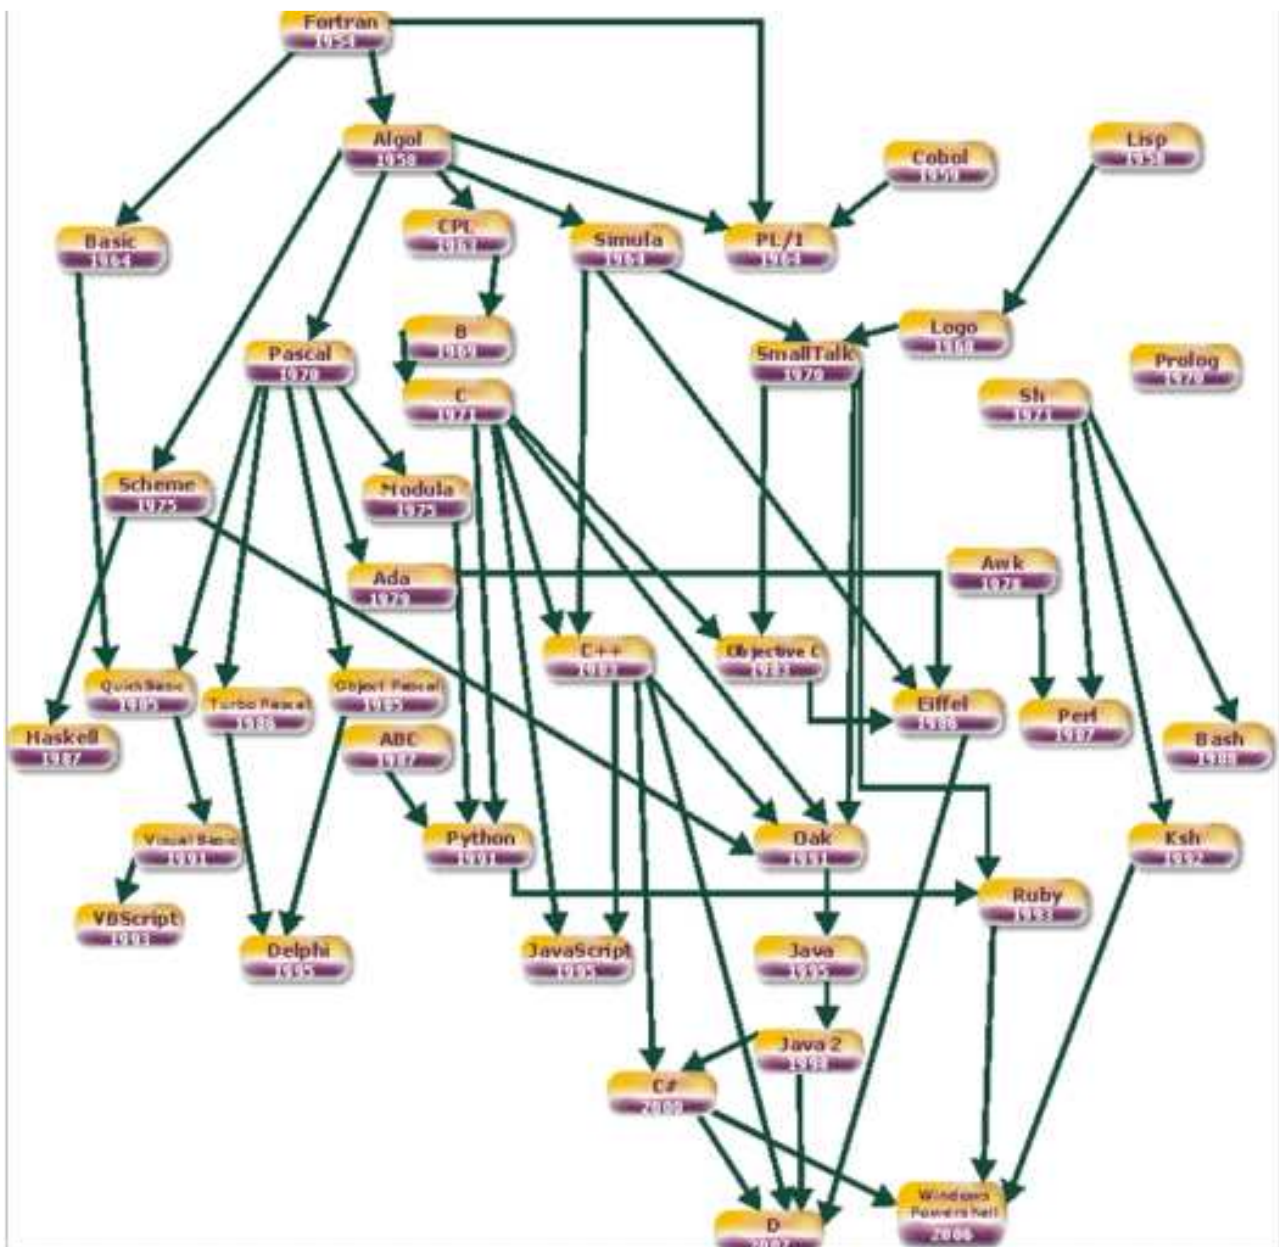 Fortran
1954
Algol
1958
Cobol
1959
Lisp
1958
Basic
1964
CPL
1963
Simula
1964
PL/I
1964
B
1969
Logo
1968
Pascal
1970
SmallTalk
1970
Prolog
1970
C
1971
Sh
1971
Scheme
1975
Modula
1975
Ada
1979
Awk
1978
C++
1983
Objective C
1983
QuickBasic
1985
Turbo Pascal
1986
Object Pascal
1985
Eiffel
1986
Perl
1987
Haskell
1987
ABC
1987
Bash
1988
Visual Basic
1991
Python
1991
Oak
1991
Ksh
1992
VBScript
1993
Ruby
1993
Delphi
1995
JavaScript
1995
Java
1995
Java 2
1998
C#
2000
Windows
Powershell
2006
D